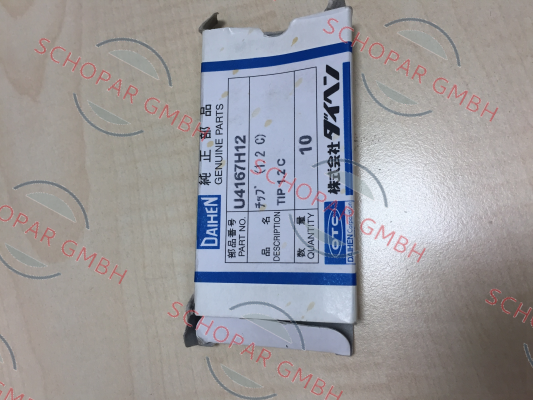 DAIHEN
純正部品
GENUINE PARTS
部品番号
PART NO.
U4167H12
品 名
DESCRIPTION
チップ (1.2 C)
TIP 1.2 C
数 量
QUANTITY
10
OTC
DAIHEN
株式会社ダイヘン
SCHOPAR GMBH
SCHOPAR GMBH
SCHOPAR GMBH
SCHOPAR GMBH
SCHOPAR GMBH
SCHOPAR GMBH